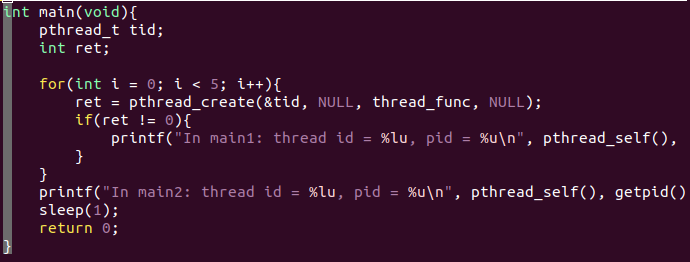 int main(void){
    pthread_t tid;
    int ret;

    for(int i = 0; i < 5; i++){
        ret = pthread_create(&tid, NULL, thread_func, NULL);
        if(ret != 0){
            printf("In main1: thread id = %lu, pid = %u\n", pthread_self(),
        }
    }
    printf("In main2: thread id = %lu, pid = %u\n", pthread_self(), getpid()
    sleep(1);
    return 0;
}